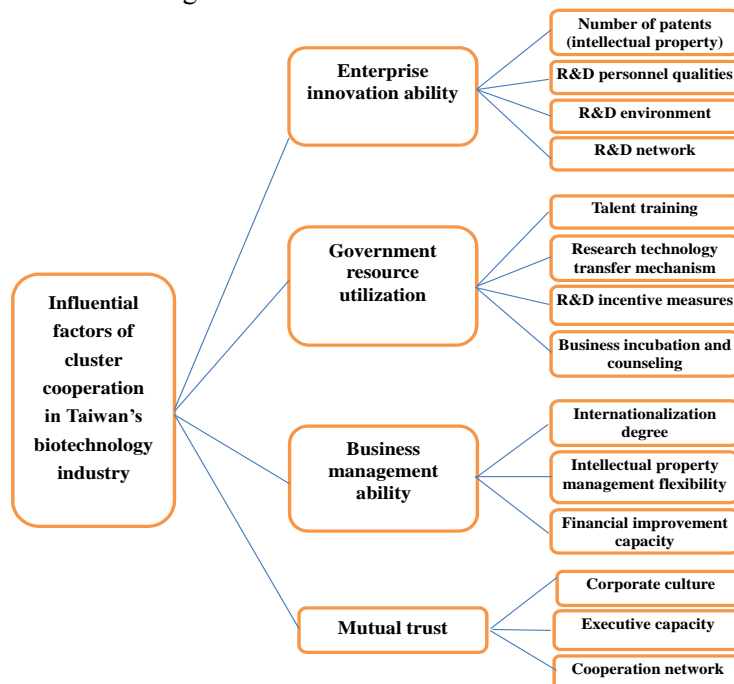 Number of patents
(intellectual property)
Enterprise
innovation ability
R&D personnel qualities
R&D environment
R&D network
Talent training
Government
resource
utilization
Research technology
transfer mechanism
R&D incentive measures
Business incubation and
counseling
Influential
factors of
cluster
cooperation
in Taiwan's
biotechnology
industry
Internationalization
degree
Business
management
ability
Intellectual property
management flexibility
Financial improvement
capacity
Corporate culture
Mutual trust
Executive capacity
Cooperation network